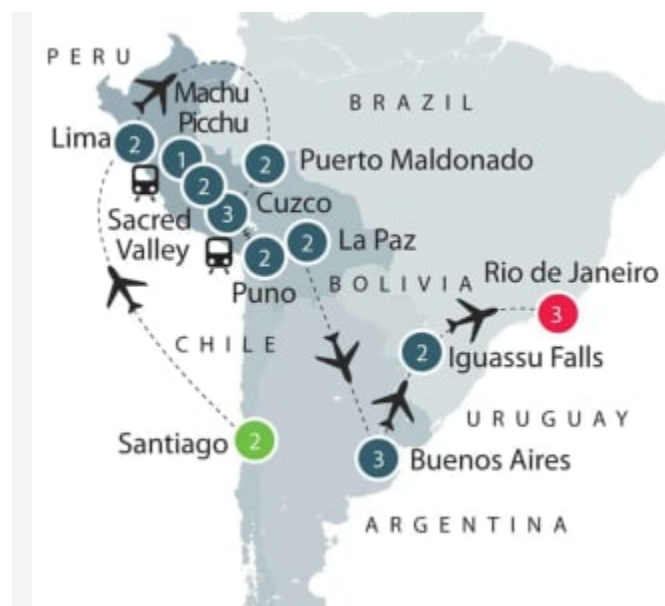 PERU
Machu
Picchu
BRAZIL
Lima
2
1
2
Puerto Maldonado
2
Cuzco
3
Sacred
Valley
2
La Paz
2
Puno
BOLIVIA
Rio de Janeiro
3
CHILE
2
Iguassu Falls
URUGUAY
Santiago
2
3
Buenos Aires
ARGENTINA